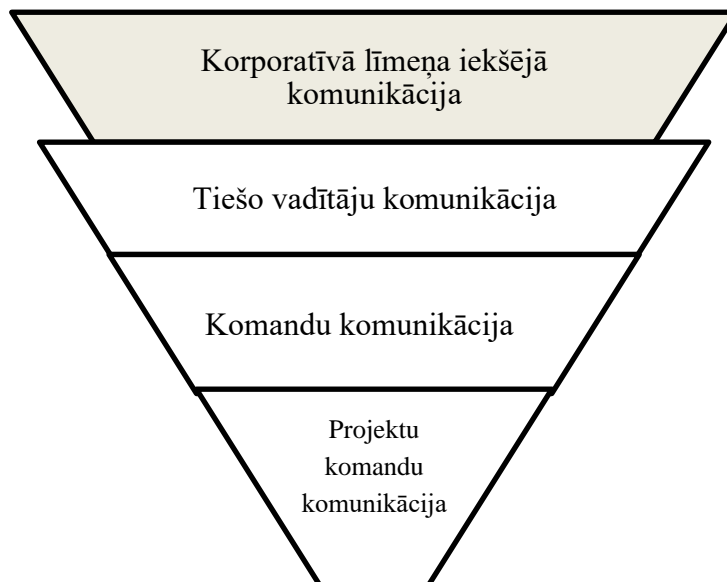 Korporatīvā līmeņa iekšējā
komunikācija
Tiešo vadītāju komunikācija
Komandu komunikācija
Projektu
komandu
komunikācija